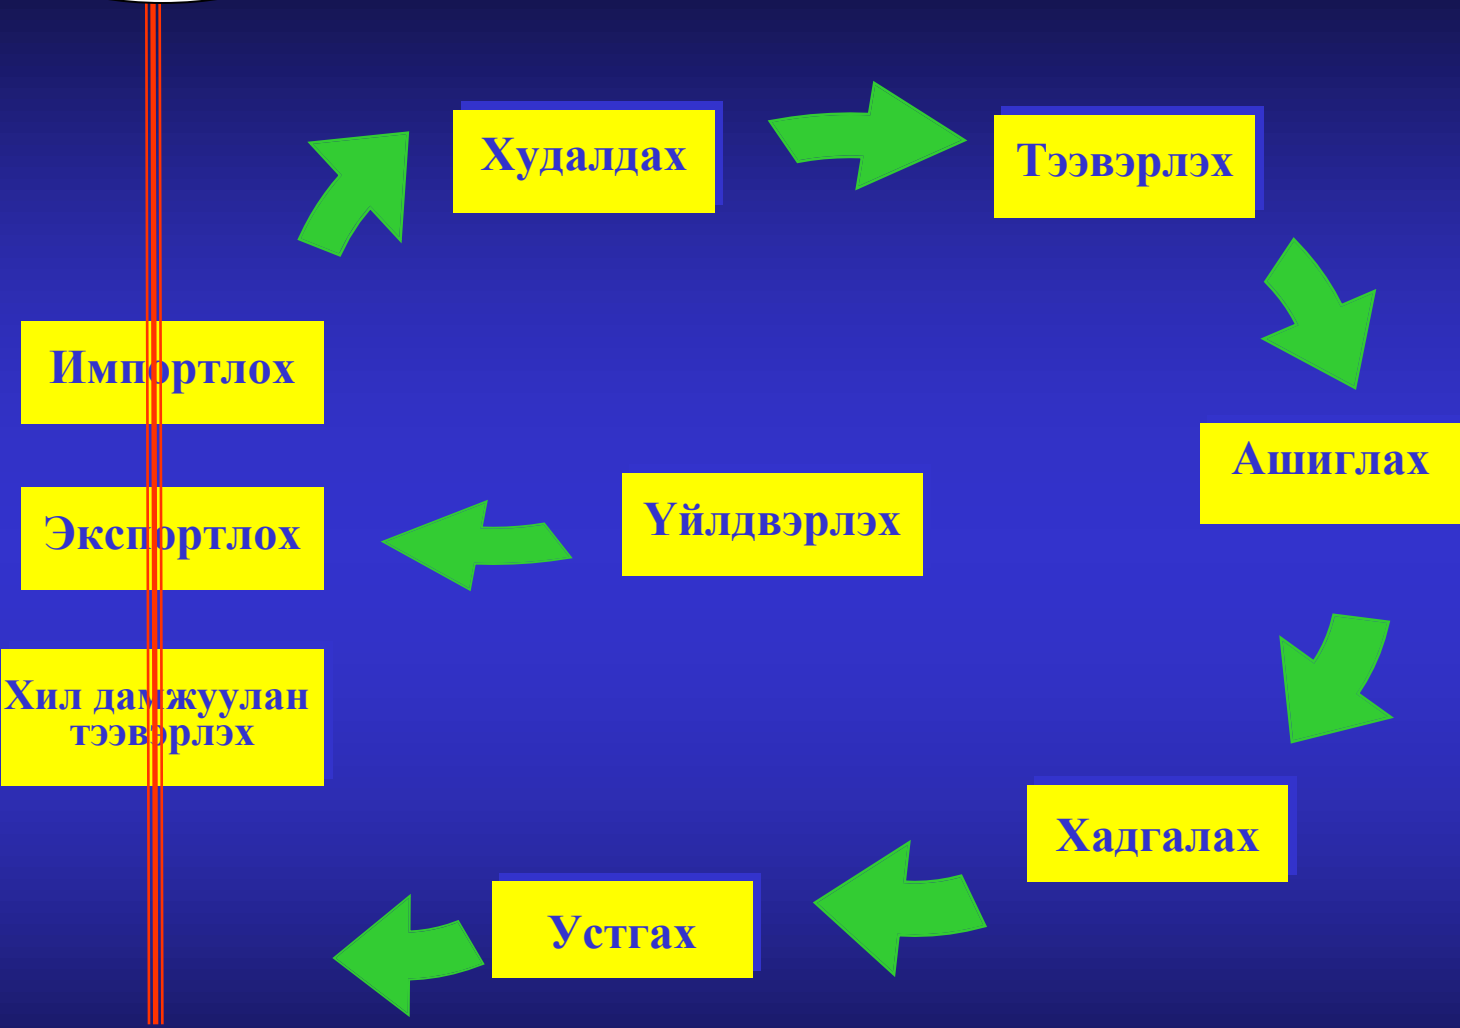 Худалдах
Тээвэрлэх
Импортлох
Ашиглах
Экспортлох
Үйлдвэрлэх
Хил дамжуулан
тээвэрлэх
Хадгалах
Устгах